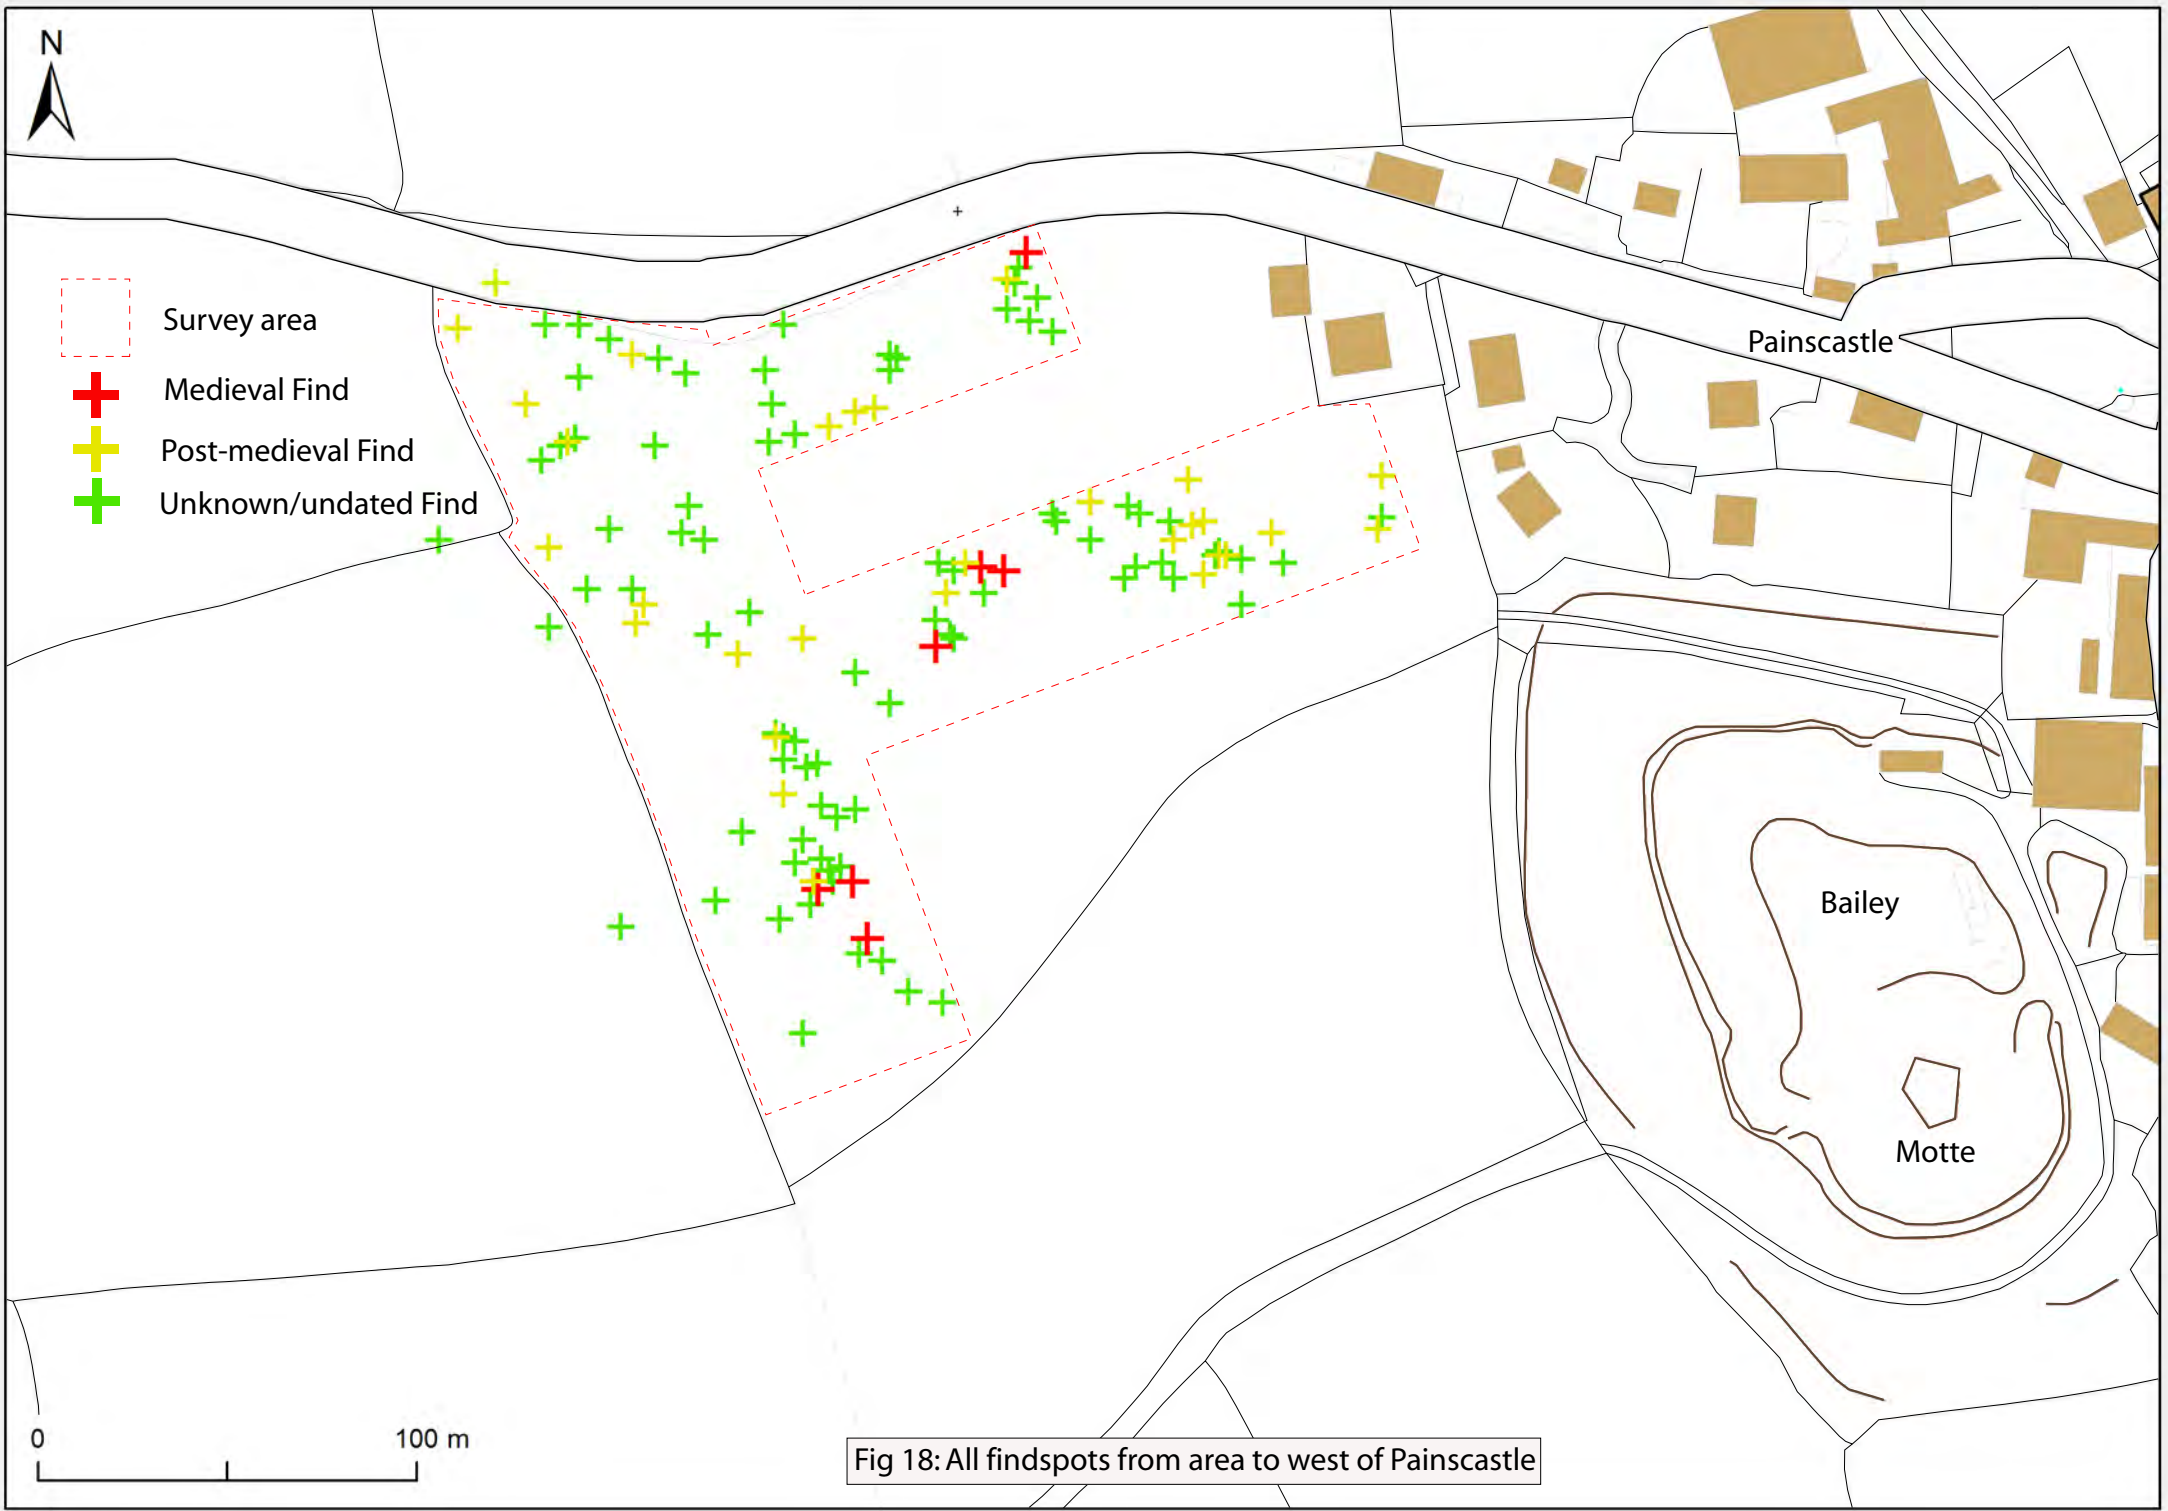 N
Survey area
Medieval Find
Post-medieval Find
Unknown/undated Find
Painscastle
Bailey
Motte
0 100 m
Fig 18: All findspots from area to west of Painscastle